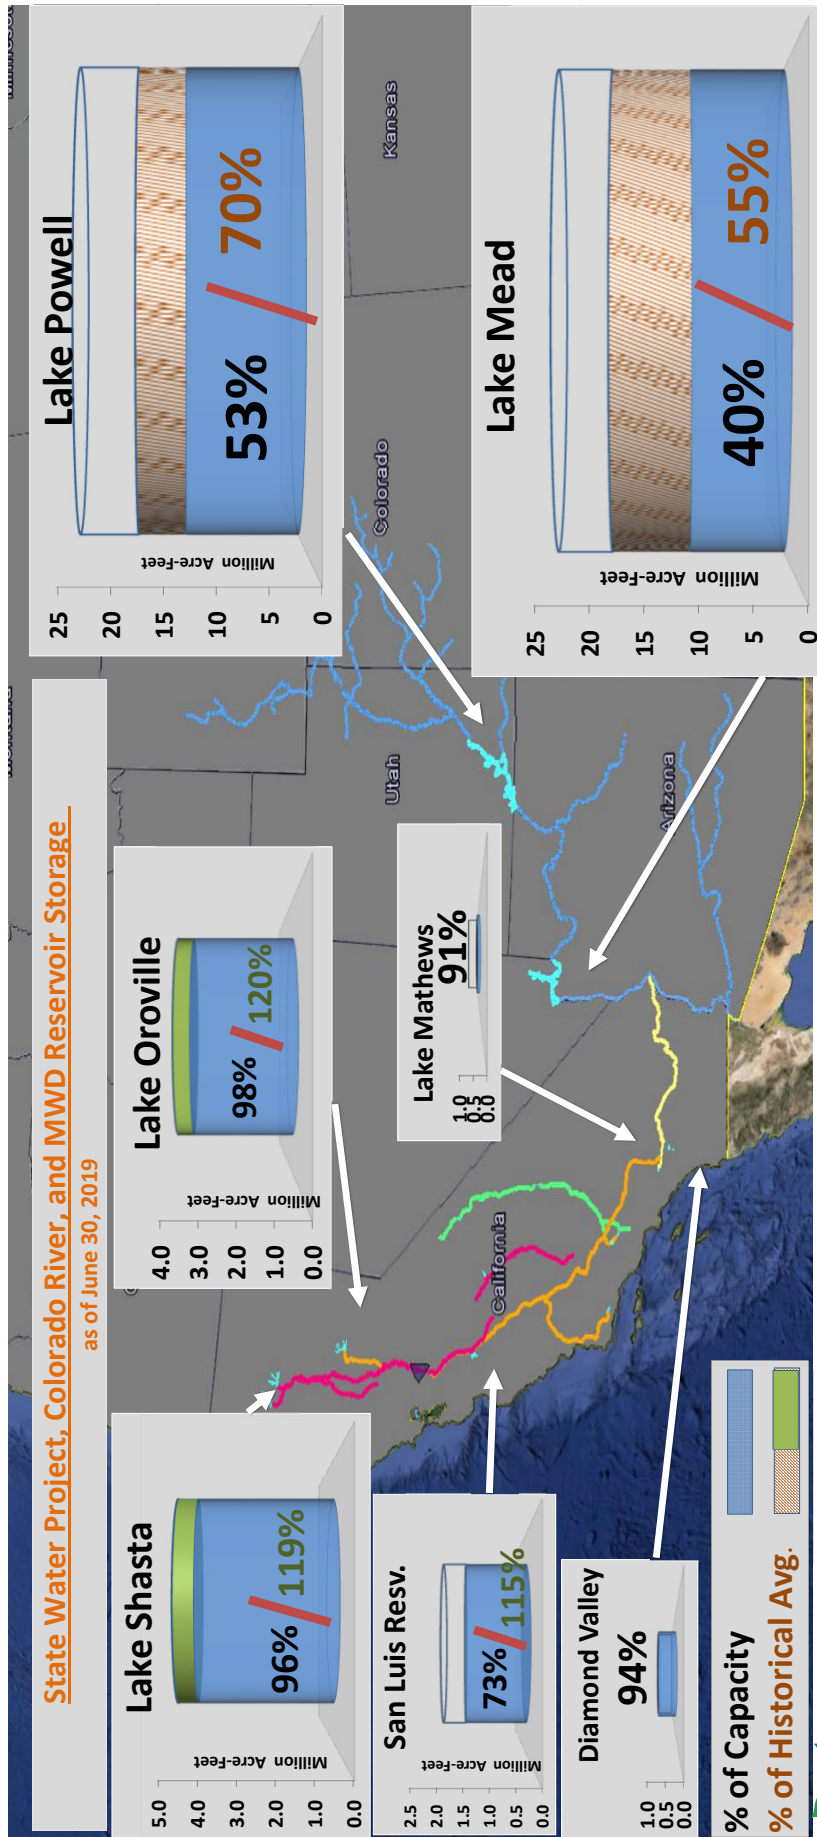 State Water Project, Colorado River, and MWD Reservoir Storage
as of June 30, 2019
Lake Shasta
Million Acre-Feet
5.0
4.0
3.0
2.0
1.0
0.0
96%
119%
Lake Oroville
Million Acre-Feet
4.0
3.0
2.0
1.0
0.0
98%
120%
Lake Powell
Million Acre-Feet
25
20
15
10
5
0
53%
70%
San Luis Resv.
Million Acre-Feet
2.5
2.0
1.5
1.0
0.5
0.0
73%
115%
Lake Mathews
1.0
0.5
0.0
91%
Lake Mead
Million Acre-Feet
25
20
15
10
5
0
40%
55%
Diamond Valley
1.0
0.5
0.0
94%
% of Capacity
% of Historical Avg.
California
Utah
Arizona
Colorado
Kansas